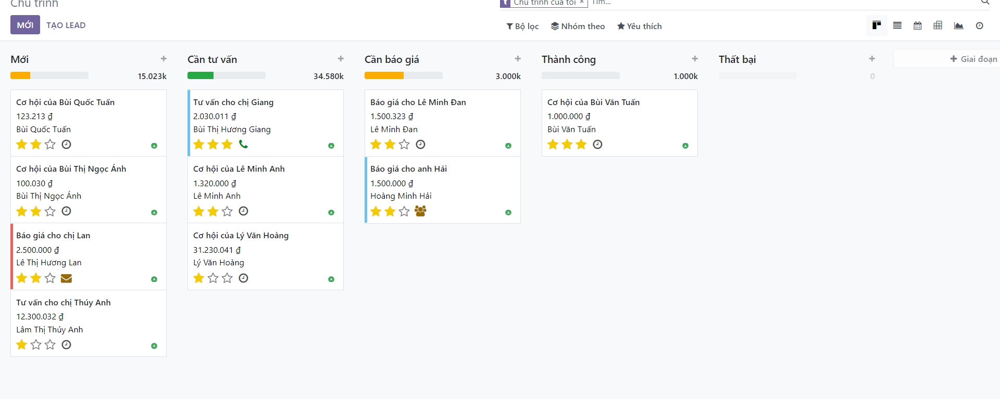 Chu trình
Chu trình của tôi × Tìm...
MỚI TẠO LEAD
Bộ lọc Nhóm theo Yêu thích
Mới +
15.023k
Cơ hội của Bùi Quốc Tuấn
123.213 ₫
Bùi Quốc Tuấn
A
Cơ hội của Bùi Thị Ngọc Ánh
100.030 ₫
Bùi Thị Ngọc Ánh
A
Báo giá cho chị Lan
2.500.000 ₫
Lê Thị Hương Lan
A
Tư vấn cho chị Thúy Anh
12.300.032 ₫
Lâm Thị Thúy Anh
A
Cần tư vấn +
34.580k
Tư vấn cho chị Giang
2.030.011 ₫
Bùi Thị Hương Giang
A
Cơ hội của Lê Minh Anh
1.320.000 ₫
Lê Minh Anh
A
Cơ hội của Lý Văn Hoàng
31.230.041 ₫
Lý Văn Hoàng
A
Cần báo giá +
3.000k
Báo giá cho Lê Minh Đan
1.500.323 ₫
Lê Minh Đan
A
Báo giá cho anh Hải
1.500.000 ₫
Hoàng Minh Hải
A
Thành công +
1.000k
Cơ hội của Bùi Văn Tuấn
1.000.000 ₫
Bùi Văn Tuấn
A
Thất bại +
0
+ Giai đoạn